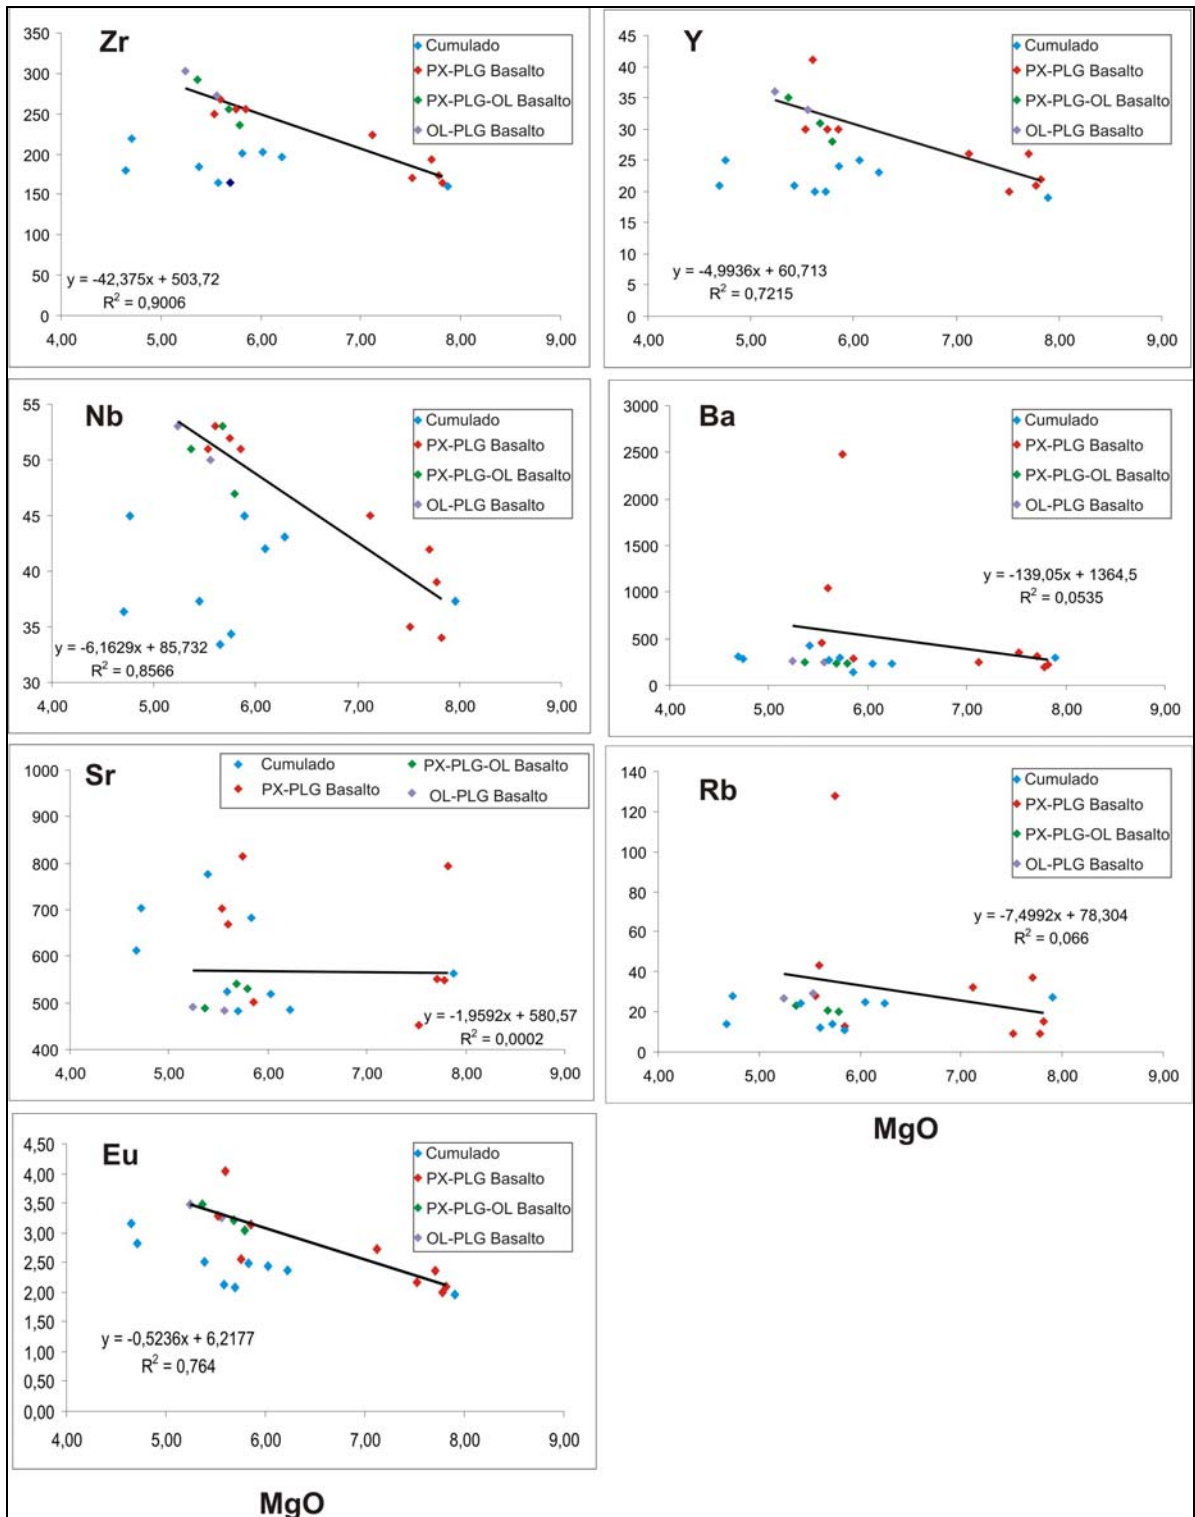 Zr
350
300
250
200
150
100
50
0
4,00 5,00 6,00 7,00 8,00 9,00
Cumulado
PX-PLG Basalto
PX-PLG-OL Basalto
OL-PLG Basalto
y = -42,375x + 503,72
R² = 0,9006
Y
45
40
35
30
25
20
15
10
5
0
4,00 5,00 6,00 7,00 8,00 9,00
Cumulado
PX-PLG Basalto
PX-PLG-OL Basalto
OL-PLG Basalto
y = -4,9936x + 60,713
R² = 0,7215
Nb
55
50
45
40
35
30
4,00 5,00 6,00 7,00 8,00 9,00
Cumulado
PX-PLG Basalto
PX-PLG-OL Basalto
OL-PLG Basalto
y = -6,1629x + 85,732
R² = 0,8566
Ba
3000
2500
2000
1500
1000
500
0
4,00 5,00 6,00 7,00 8,00 9,00
Cumulado
PX-PLG Basalto
PX-PLG-OL Basalto
OL-PLG Basalto
y = -139,05x + 1364,5
R² = 0,0535
Sr
1000
900
800
700
600
500
400
4,00 5,00 6,00 7,00 8,00 9,00
Cumulado PX-PLG-OL Basalto
PX-PLG Basalto OL-PLG Basalto
y = -1,9592x + 580,57
R² = 0,0002
Rb
140
120
100
80
60
40
20
0
4,00 5,00 6,00 7,00 8,00 9,00
Cumulado
PX-PLG Basalto
PX-PLG-OL Basalto
OL-PLG Basalto
y = -7,4992x + 78,304
R² = 0,066
MgO
Eu
4,50
4,00
3,50
3,00
2,50
2,00
1,50
1,00
0,50
0,00
4,00 5,00 6,00 7,00 8,00 9,00
Cumulado
PX-PLG Basalto
PX-PLG-OL Basalto
OL-PLG Basalto
y = -0,5236x + 6,2177
R² = 0,764
MgO